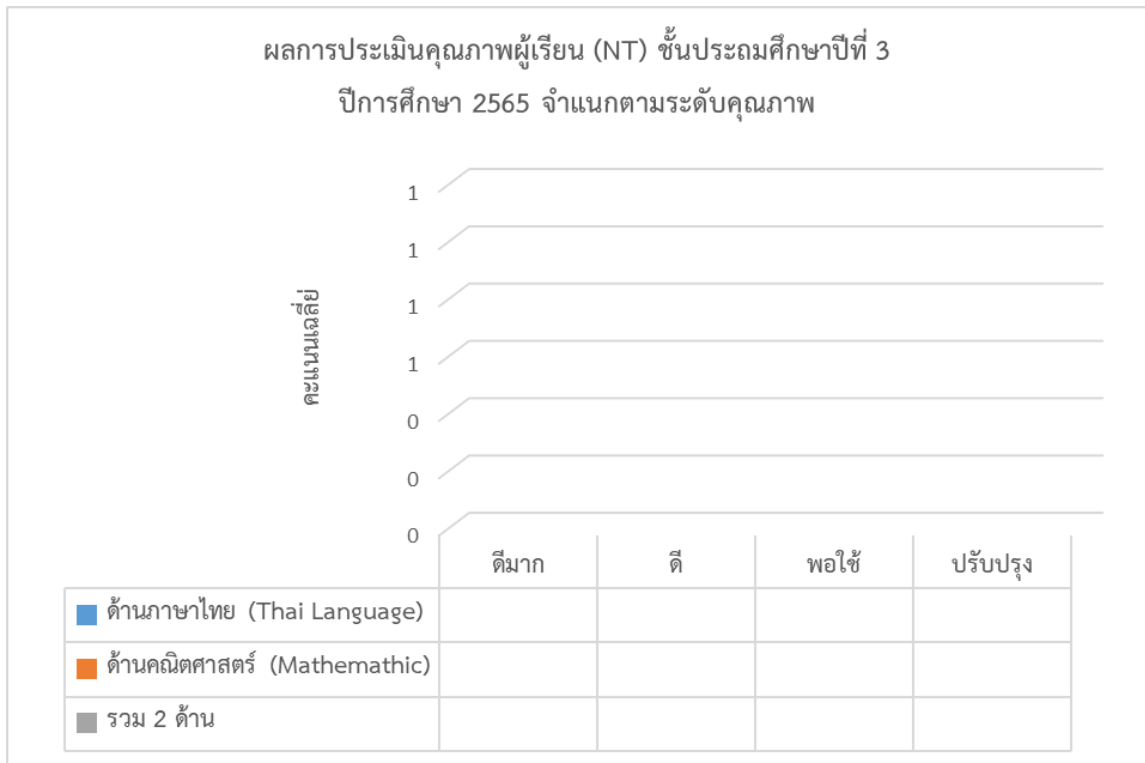 ผลการประเมินคุณภาพผู้เรียน (NT) ชั้นประถมศึกษาปีที่ 3
ปีการศึกษา 2565 จำแนกตามระดับคุณภาพ
คะแนนเฉลี่ย
1
1
1
1
0
0
0
ดีมาก ดี พอใช้ ปรับปรุง
ด้านภาษาไทย (Thai Language)
ด้านคณิตศาสตร์ (Mathemathic)
รวม 2 ด้าน